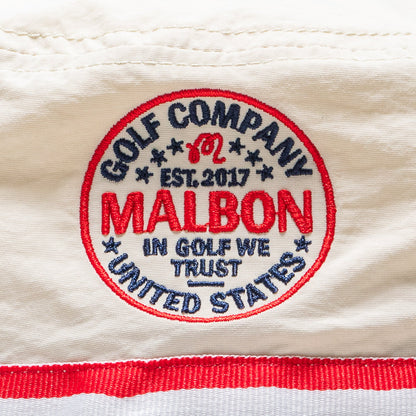 GOLF COMPANY
M
EST. 2017
MALBON
IN GOLF WE
TRUST
UNITED STATES